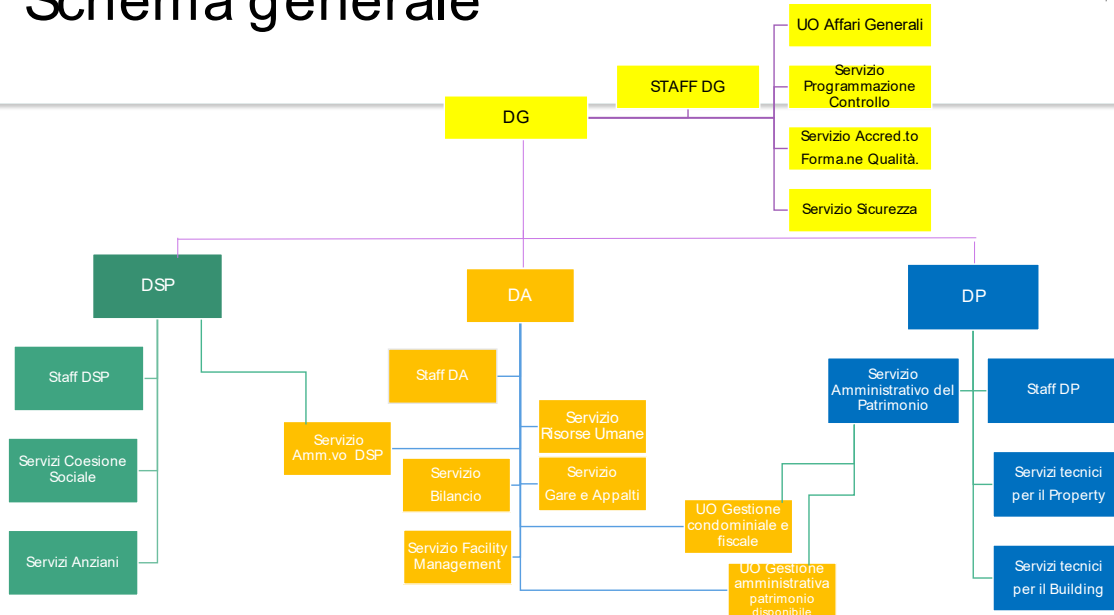 Schema generale
UO Affari Generali
STAFF DG
Servizio
Programmazione
Controllo
DG
Servizio Accred.to
Forma.ne Qualità.
Servizio Sicurezza
DSP
DA
DP
Staff DSP
Staff DA
Servizio
Amministrativo del
Patrimonio
Staff DP
Servizio
Risorse Umane
Servizio
Amm.vo DSP
Servizi Coesione
Sociale
Servizio
Bilancio
Servizio
Gare e Appalti
Servizi tecnici
per il Property
UO Gestione
condominiale e
fiscale
Servizi Anziani
Servizio Facility
Management
UO Gestione
amministrativa
patrimonio
disponibile
Servizi tecnici
per il Building